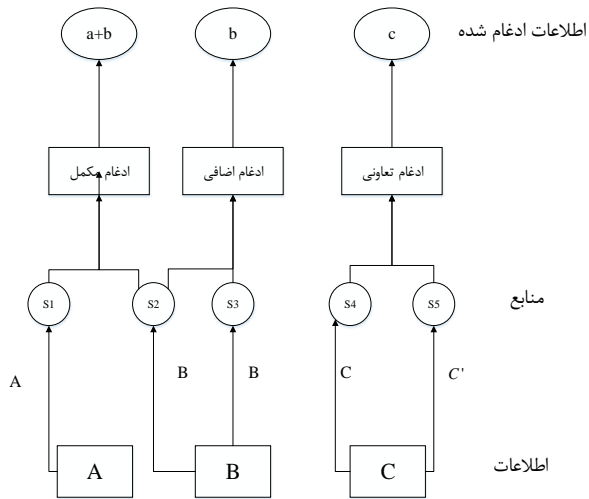 a+b
b
c
اطلاعات ادغام شده
ادغام مکمل
ادغام اضافی
ادغام تعاونی
S1
S2
S3
S4
S5
منابع
A
B
B
C
C'
A
B
C
اطلاعات